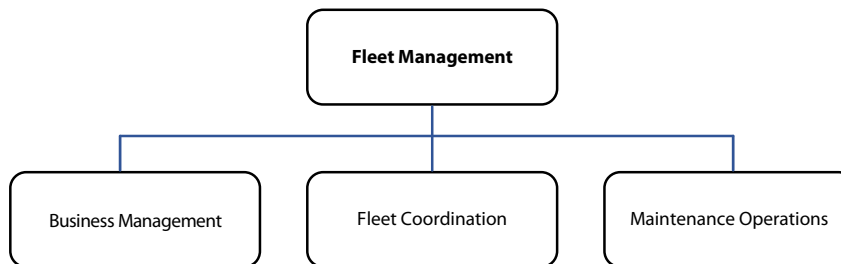 Fleet Management
Business Management
Fleet Coordination
Maintenance Operations